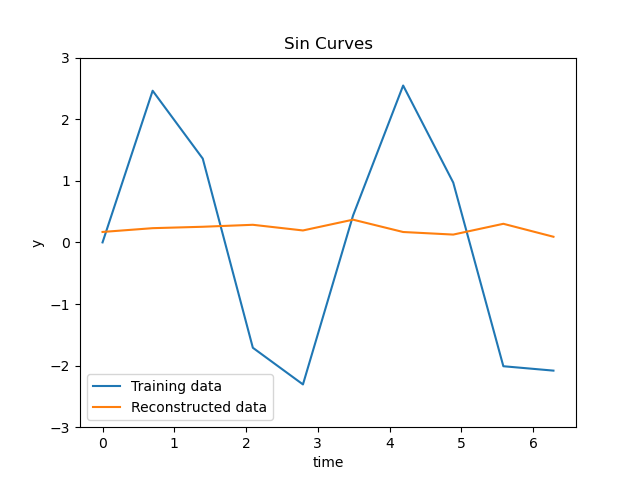 Sin Curves
3
2
1
0
−1
−2
−3
y
0
1
2
3
4
5
6
time
Training data
Reconstructed data